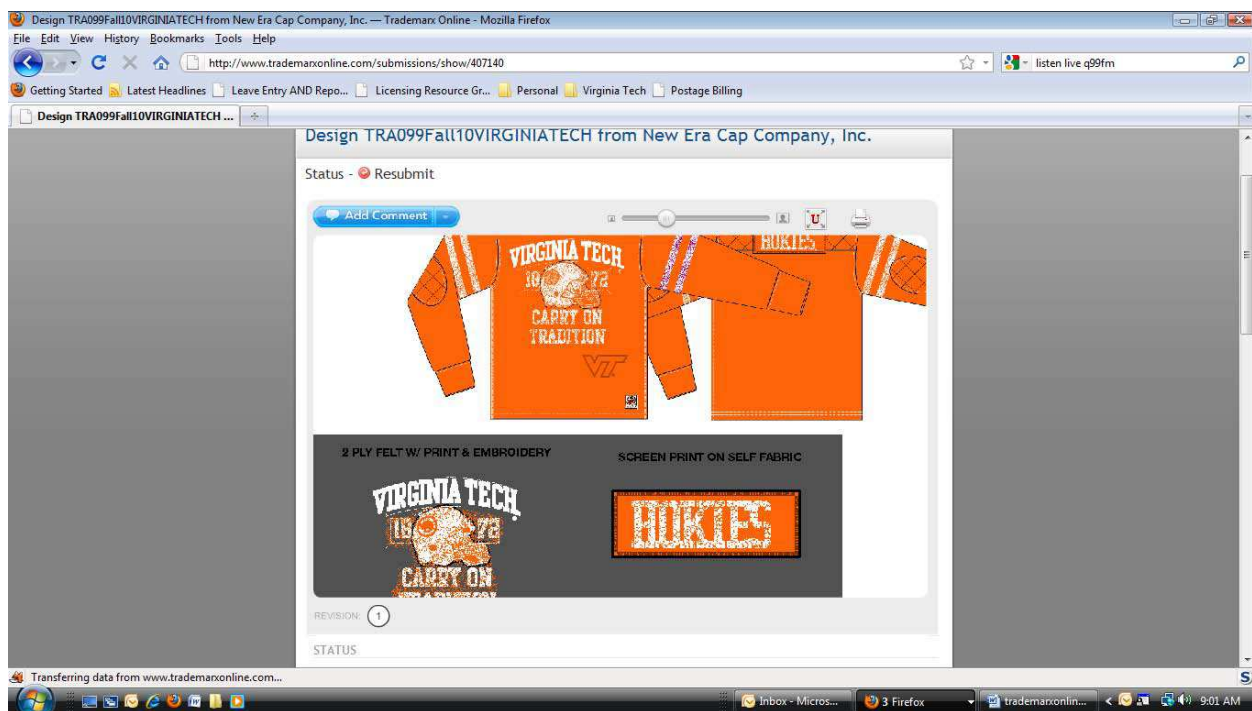 Design TRA099Fall10VIRGINIATECH from New Era Cap Company, Inc. — Trademarx Online - Mozilla Firefox
File Edit View History Bookmarks Tools Help
http://www.trademarxonline.com/submissions/show/407140
listen live q99fm
Getting Started Latest Headlines Leave Entry AND Repo... Licensing Resource Gr... Personal Virginia Tech Postage Billing
Design TRA099Fall10VIRGINIATECH ...
Design TRA099Fall10VIRGINIATECH from New Era Cap Company, Inc.
Status - Resubmit
Add Comment
U
VIRGINIA TECH
1872
CARRY ON
TRADITION
VT
HOKIES
2 PLY FELT W/ PRINT & EMBROIDERY
SCREEN PRINT ON SELF FABRIC
VIRGINIA TECH
1872
CARRY ON
TRADITION
HOKIES
REVISION: 1
STATUS
Transferring data from www.trademarxonline.com...
S
Inbox - Micros... 3 Firefox trademarxonlin... 9:01 AM